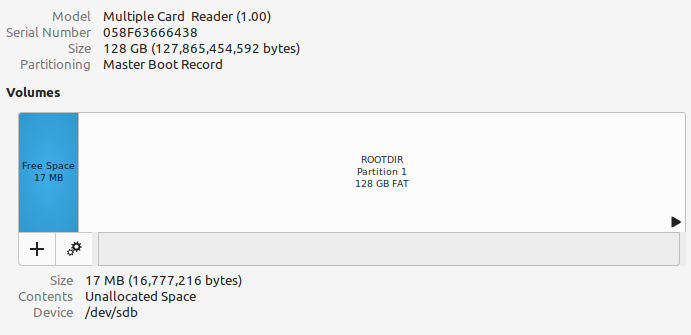 Model Multiple Card  Reader (1.00)
Serial Number 058F63666438
Size 128 GB (127,865,454,592 bytes)
Partitioning Master Boot Record
Volumes
Free Space
17 MB
ROOTDIR
Partition 1
128 GB FAT
Size 17 MB (16,777,216 bytes)
Contents Unallocated Space
Device /dev/sdb